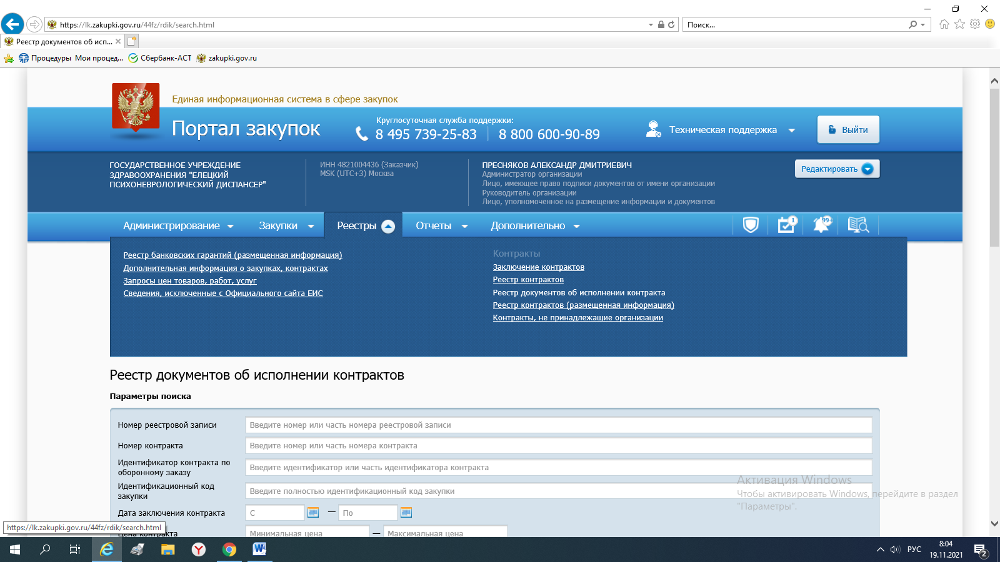 https://lk.zakupki.gov.ru/44fz/rdik/search.html
Поиск...
Реестр документов об исп...
Процедуры Мои процед...
Сбербанк-АСТ
zakupki.gov.ru
Единая информационная система в сфере закупок
Портал закупок
Круглосуточная служба поддержки:
8 495 739-25-83
8 800 600-90-89
Техническая поддержка
Выйти
ГОСУДАРСТВЕННОЕ УЧРЕЖДЕНИЕ
ЗДРАВООХРАНЕНИЯ "ЕЛЕЦКИЙ
ПСИХОНЕВРОЛОГИЧЕСКИЙ ДИСПАНСЕР"
ИНН 4821004436 (Заказчик)
MSK (UTC+3) Москва
ПРЕСНЯКОВ АЛЕКСАНДР ДМИТРИЕВИЧ
Администратор организации
Лицо, имеющее право подписи документов от имени организации
Руководитель организации
Лицо, уполномоченное на размещение информации и документов
Редактировать
Администрирование
Закупки
Реестры
Отчеты
Дополнительно
1
99+
Реестр банковских гарантий (размещенная информация)
Дополнительная информация о закупках, контрактах
Запросы цен товаров, работ, услуг
Сведения, исключенные с Официального сайта ЕИС
Контракты
Заключение контрактов
Реестр контрактов
Реестр документов об исполнении контракта
Реестр контрактов (размещенная информация)
Контракты, не принадлежащие организации
Реестр документов об исполнении контрактов
Параметры поиска
Номер реестровой записи
Введите номер или часть номера реестровой записи
Номер контракта
Введите номер или часть номера контракта
Идентификатор контракта по
оборонному заказу
Введите идентификатор или часть идентификатора контракта
Идентификационный код
закупки
Введите полностью идентификационный код закупки
Дата заключения контракта
С
—
По
Цена контракта
Минимальная цена
—
Максимальная цена
Активация Windows
Чтобы активировать Windows, перейдите в раздел
"Параметры".
https://lk.zakupki.gov.ru/44fz/rdik/search.html
РУС
8:04
19.11.2021
2